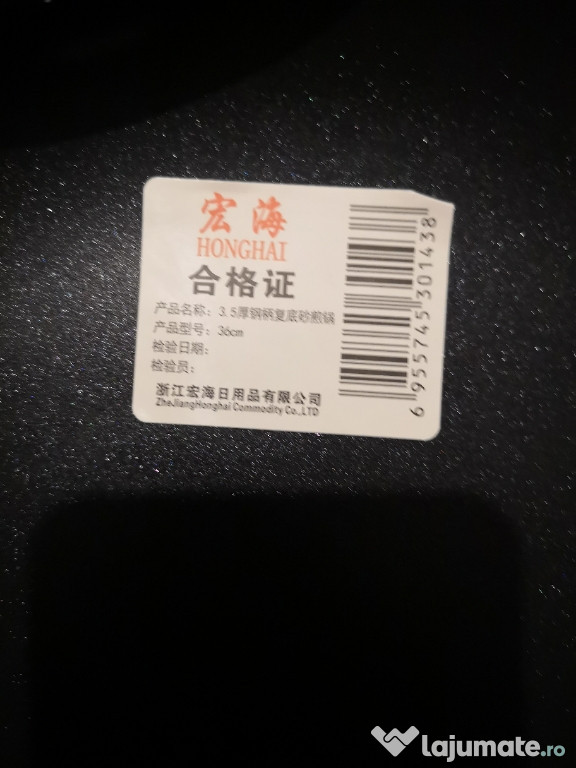 宏海
HONGHAI
合格证
产品名称：3.5厚钢柄复底砂煎锅
产品型号：36cm
检验日期：
检验员：
浙江宏海日用品有限公司
ZheJiangHonghai Commodity Co.,LTD
6955745301438
lajumate.ro